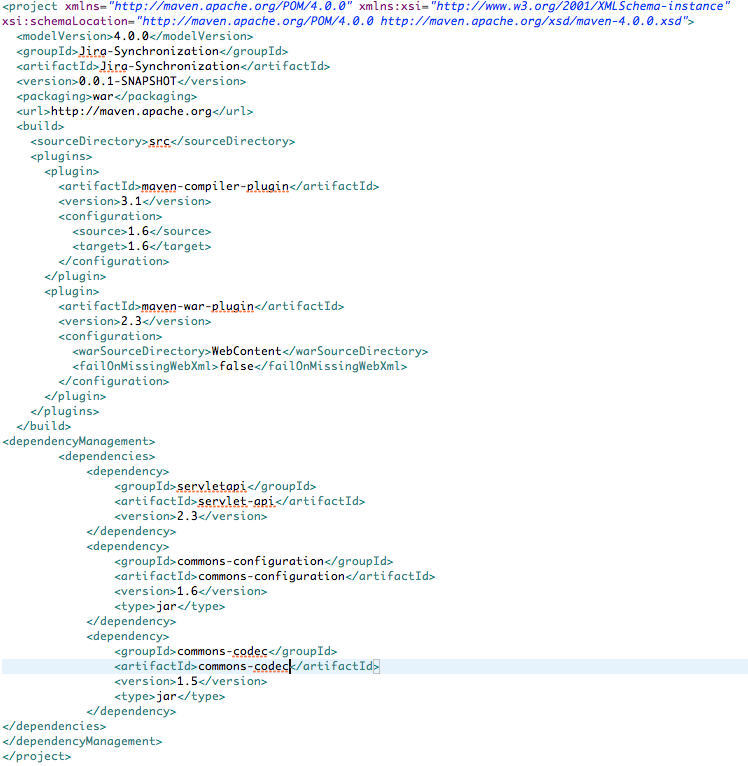 <project xmlns="http://maven.apache.org/POM/4.0.0" xmlns:xsi="http://www.w3.org/2001/XMLSchema-instance"
xsi:schemaLocation="http://maven.apache.org/POM/4.0.0 http://maven.apache.org/xsd/maven-4.0.0.xsd">
  <modelVersion>4.0.0</modelVersion>
  <groupId>Jira-Synchronization</groupId>
  <artifactId>Jira-Synchronization</artifactId>
  <version>0.0.1-SNAPSHOT</version>
  <packaging>war</packaging>
  <url>http://maven.apache.org</url>
  <build>
    <sourceDirectory>src</sourceDirectory>
    <plugins>
      <plugin>
        <artifactId>maven-compiler-plugin</artifactId>
        <version>3.1</version>
        <configuration>
          <source>1.6</source>
          <target>1.6</target>
        </configuration>
      </plugin>
      <plugin>
        <artifactId>maven-war-plugin</artifactId>
        <version>2.3</version>
        <configuration>
          <warSourceDirectory>WebContent</warSourceDirectory>
          <failOnMissingWebXml>false</failOnMissingWebXml>
        </configuration>
      </plugin>
    </plugins>
  </build>
<dependencyManagement>
        <dependencies>
            <dependency>
                <groupId>servletapi</groupId>
                <artifactId>servlet-api</artifactId>
                <version>2.3</version>
            </dependency>
            <dependency>
                <groupId>commons-configuration</groupId>
                <artifactId>commons-configuration</artifactId>
                <version>1.6</version>
                <type>jar</type>
            </dependency>
            <dependency>
                <groupId>commons-codec</groupId>
                <artifactId>commons-codec</artifactId>
                <version>1.5</version>
                <type>jar</type>
            </dependency>
</dependencies>
</dependencyManagement>
</project>